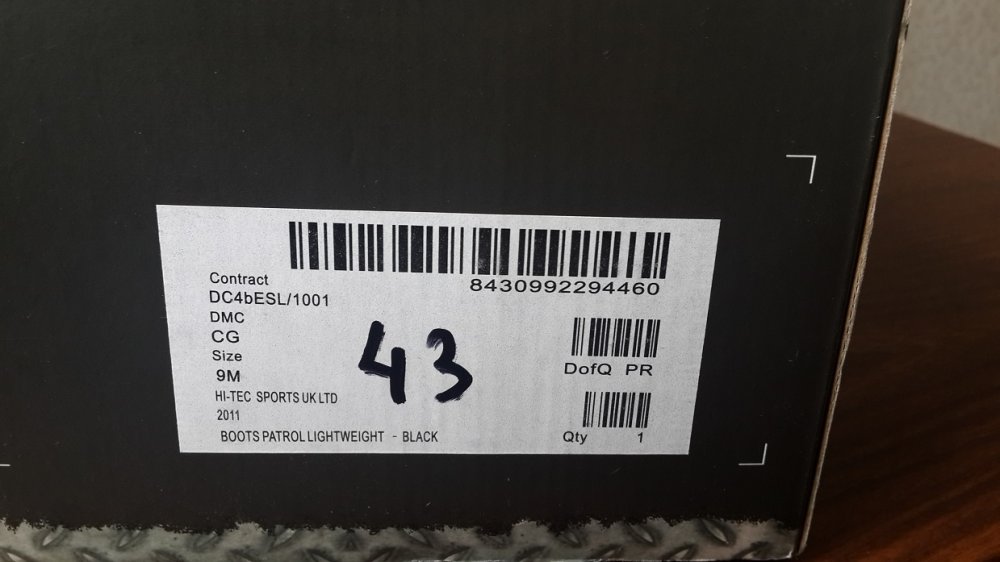 8430992294460
Contract
DC4bESL/1001
DMC
CG
Size
9M
43
DofQ PR
HI-TEC SPORTS UK LTD
2011
BOOTS PATROL LIGHTWEIGHT - BLACK
Qty 1